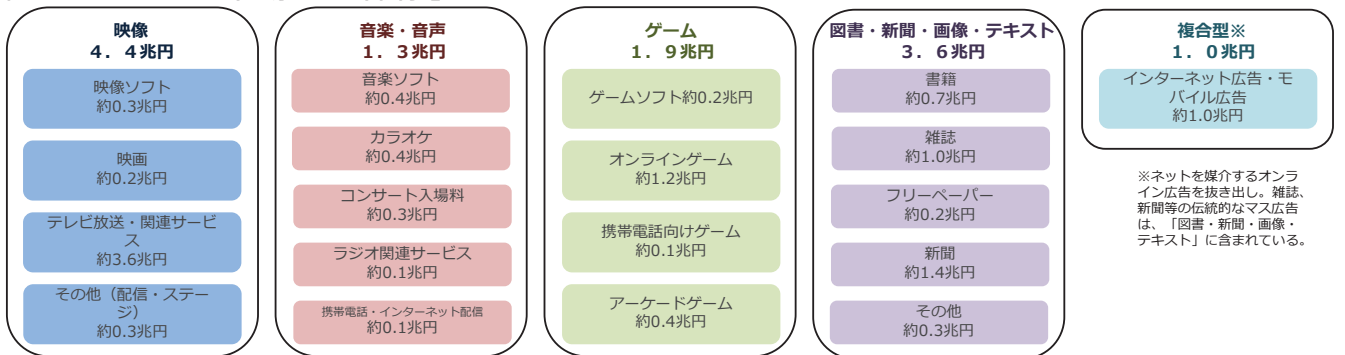 映像
4．4兆円
映像ソフト
約0.3兆円
映画
約0.2兆円
テレビ放送・関連サービ
ス
約3.6兆円
その他（配信・ステー
ジ）
約0.3兆円
音楽・音声
1．3兆円
音楽ソフト
約0.4兆円
カラオケ
約0.4兆円
コンサート入場料
約0.3兆円
ラジオ関連サービス
約0.1兆円
携帯電話・インターネット配信
約0.1兆円
ゲーム
1．9兆円
ゲームソフト約0.2兆円
オンラインゲーム
約1.2兆円
携帯電話向けゲーム
約0.1兆円
アーケードゲーム
約0.4兆円
図書・新聞・画像・テキスト
3．6兆円
書籍
約0.7兆円
雑誌
約1.0兆円
フリーペーパー
約0.2兆円
新聞
約1.4兆円
その他
約0.3兆円
複合型※
1．0兆円
インターネット広告・モ
バイル広告
約1.0兆円
※ネットを媒介するオンラ
イン広告を抜き出し。雑誌、
新聞等の伝統的なマス広告
は、「図書・新聞・画像・
テキスト」に含まれている。